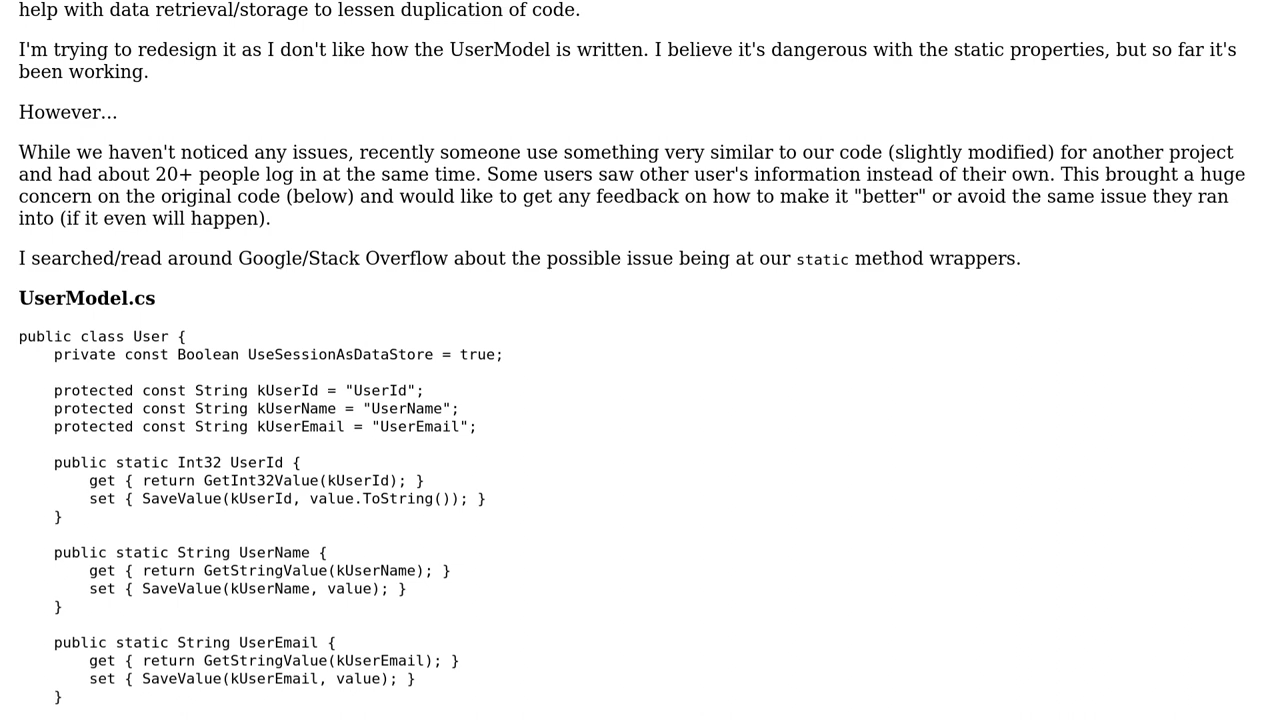 help with data retrieval/storage to lessen duplication of code.
I'm trying to redesign it as I don't like how the UserModel is written. I believe it's dangerous with the static properties, but so far it's
been working.
However...
While we haven't noticed any issues, recently someone use something very similar to our code (slightly modified) for another project
and had about 20+ people log in at the same time. Some users saw other user's information instead of their own. This brought a huge
concern on the original code (below) and would like to get any feedback on how to make it "better" or avoid the same issue they ran
into (if it even will happen).
I searched/read around Google/Stack Overflow about the possible issue being at our static method wrappers.
UserModel.cs
public class User {
    private const Boolean UseSessionAsDataStore = true;
    protected const String kUserId = "UserId";
    protected const String kUserName = "UserName";
    protected const String kUserEmail = "UserEmail";
    public static Int32 UserId {
        get { return GetInt32Value(kUserId); }
        set { SaveValue(kUserId, value.ToString()); }
    }
    public static String UserName {
        get { return GetStringValue(kUserName); }
        set { SaveValue(kUserName, value); }
    }
    public static String UserEmail {
        get { return GetStringValue(kUserEmail); }
        set { SaveValue(kUserEmail, value); }
    }